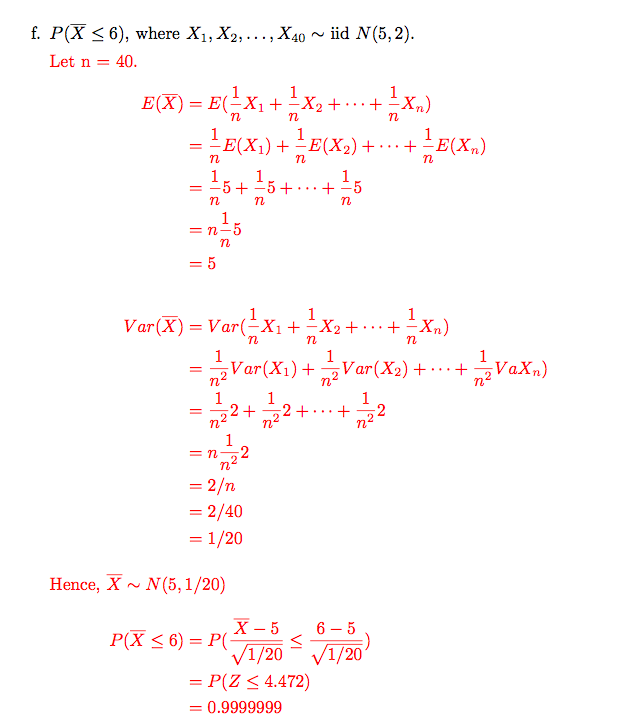 f. P(X̅ ≤ 6), where X₁, X₂, . . . , X₄₀ ∼ iid N(5, 2).
Let n = 40.
E(X̅) = E(1/n X₁ + 1/n X₂ + ··· + 1/n Xₙ)
= 1/n E(X₁) + 1/n E(X₂) + ··· + 1/n E(Xₙ)
= 1/n 5 + 1/n 5 + ··· + 1/n 5
= n 1/n 5
= 5
Var(X̅) = Var(1/n X₁ + 1/n X₂ + ··· + 1/n Xₙ)
= 1/n² Var(X₁) + 1/n² Var(X₂) + ··· + 1/n² VaXₙ)
= 1/n² 2 + 1/n² 2 + ··· + 1/n² 2
= n 1/n² 2
= 2/n
= 2/40
= 1/20
Hence, X̅ ∼ N(5, 1/20)
P(X̅ ≤ 6) = P( (X̅ − 5)/√1/20 ≤ (6 − 5)/√1/20 )
= P(Z ≤ 4.472)
= 0.9999999